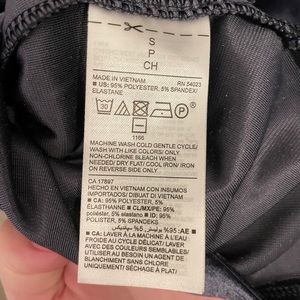 S
P
CH
MADE IN VIETNAM RN 54023
■ US: 95% POLYESTER, 5% SPANDEX/
ELASTANE
30
P
1166
MACHINE WASH COLD GENTLE CYCLE/
WASH WITH LIKE COLORS/ ONLY
NON-CHLORINE BLEACH WHEN
NEEDED/ DRY FLAT/ COOL IRON / IRON
ON REVERSE SIDE ONLY
CA 17897
HECHO EN VIETNAM CON INSUMOS
IMPORTADOS/ DIBUAT DI VIETNAM
■ CA: 95% POLYESTER, 5%
ÉLASTHANNE ■ CL/MX/PE: 95%
poliéster, 5% elastano ■ ID: 95%
POLIESTER, 5% SPANDEKS
■ CA: LAVER À LA MACHINE À L'EAU
FROIDE AU CYCLE DÉLICAT/ LAVER
AVEC DES COULEURS SEMBLABLES/
UTILISER AU BESOIN UN AGENT DE
BLANCHIMENT SANS CHLORE/
UNIQUEMENT/SÉCHAGE À PLAT/